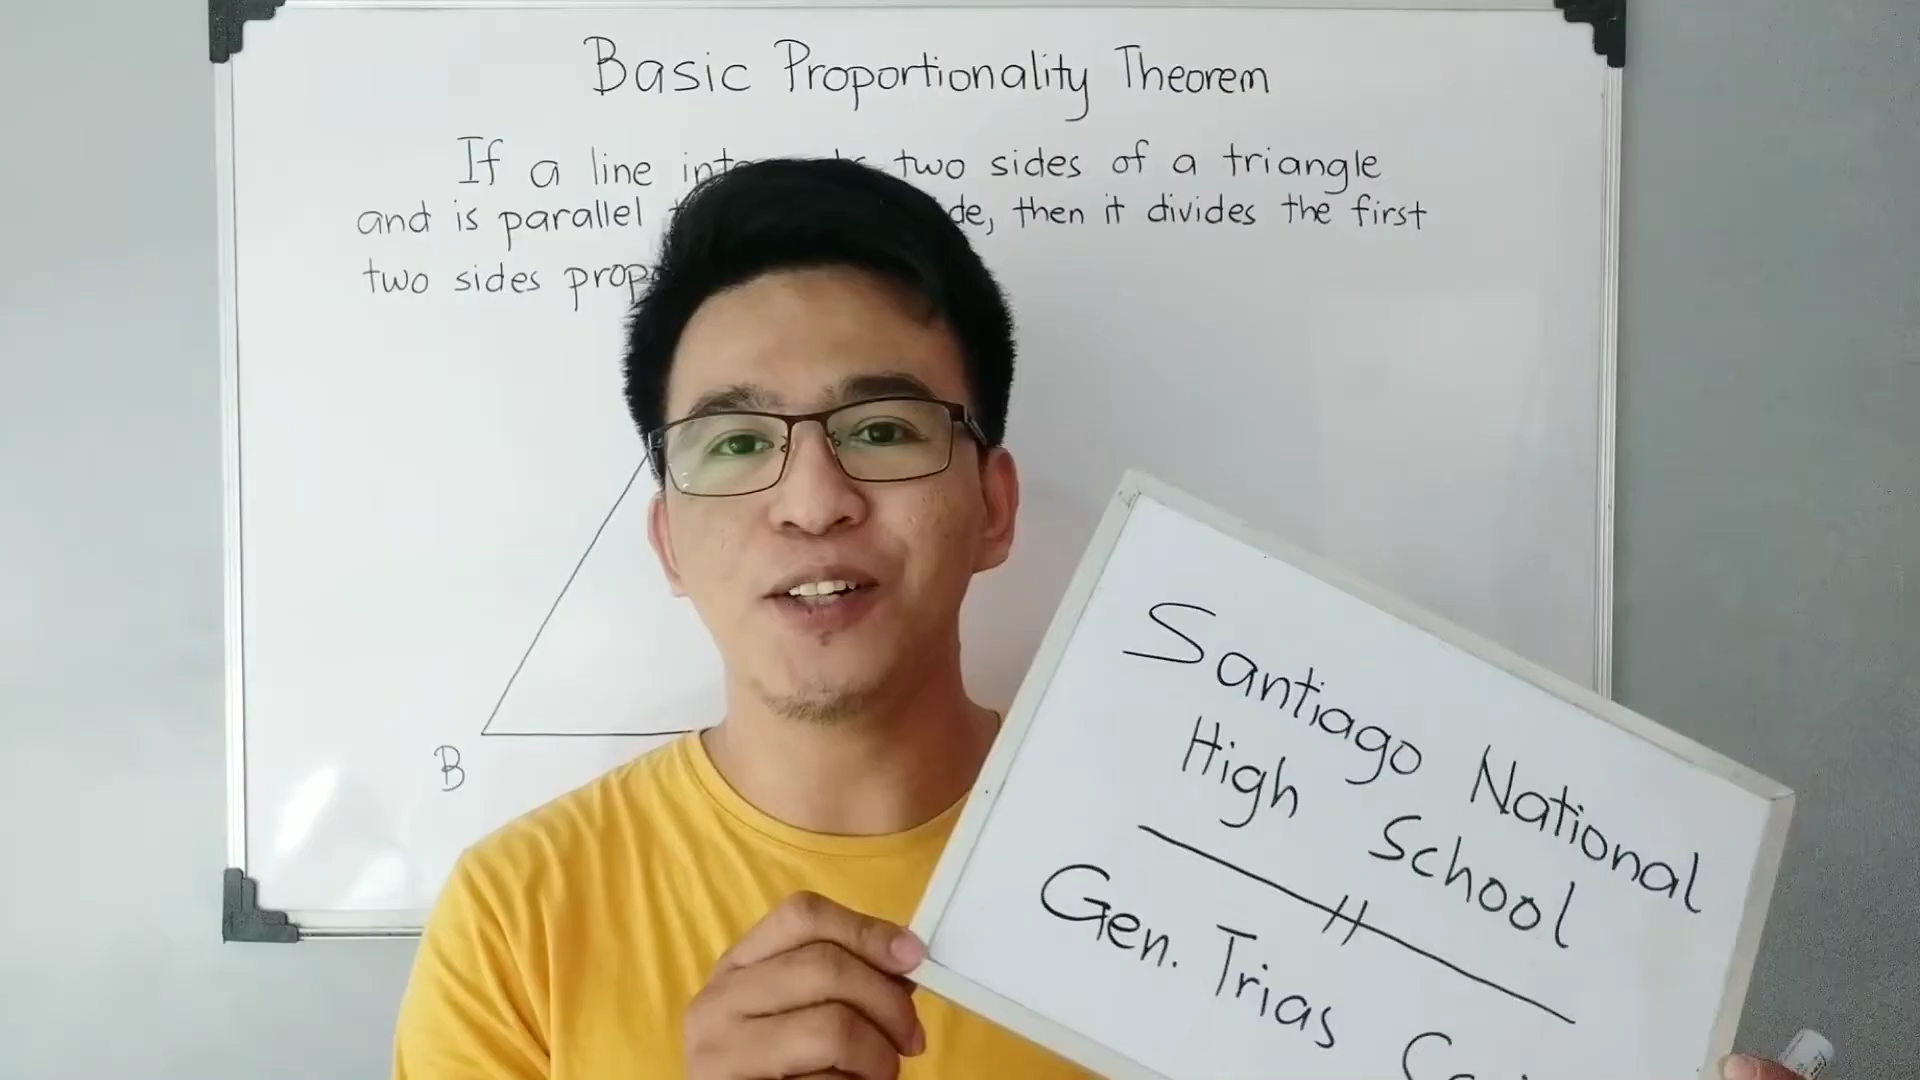 Basic Proportionality Theorem
If a line two sides of a triangle
and is parallel then it divides the first
two sides
B
Santiago National
High School
Gen. Trias